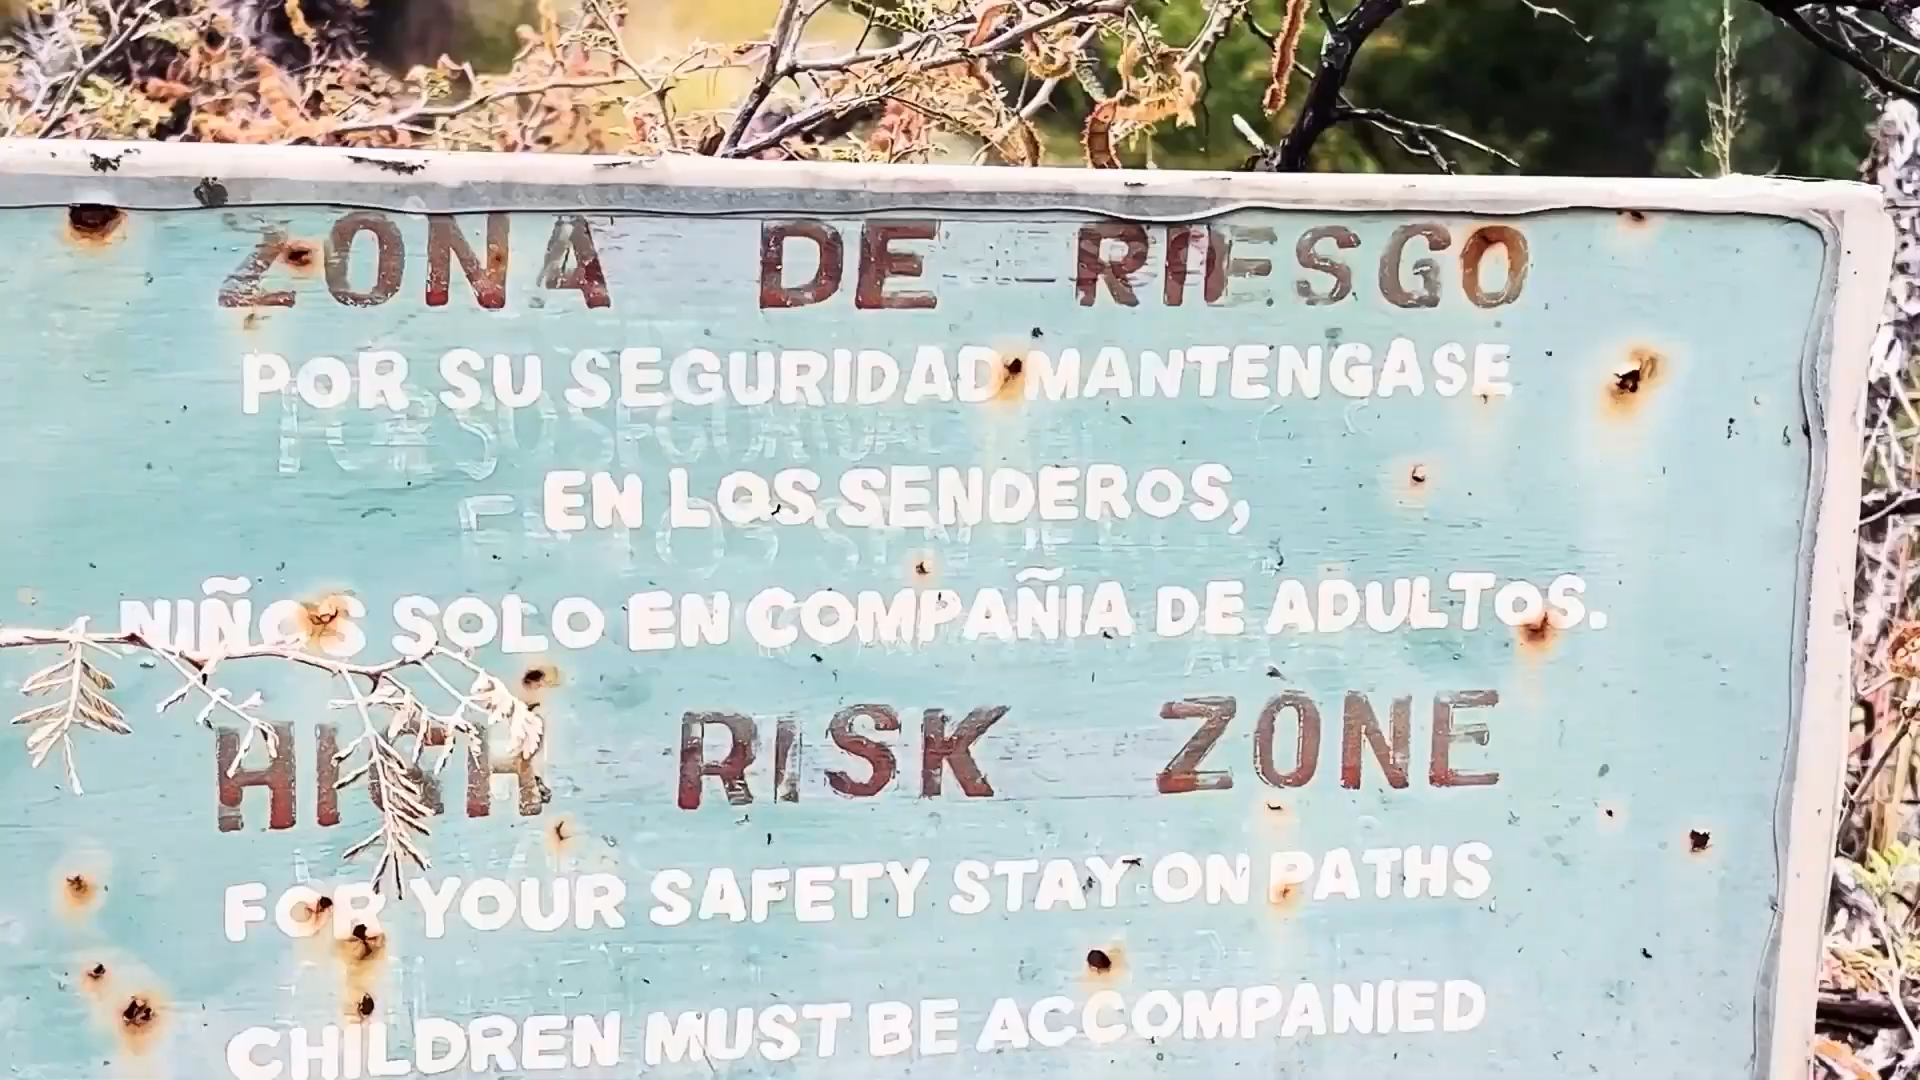 ZONA DE RIESGO
POR SU SEGURIDAD MANTENGASE
EN LOS SENDEROS,
NIÑOS SOLO EN COMPAÑIA DE ADULTOS.
HIGH RISK ZONE
FOR YOUR SAFETY STAY ON PATHS
CHILDREN MUST BE ACCOMPANIED